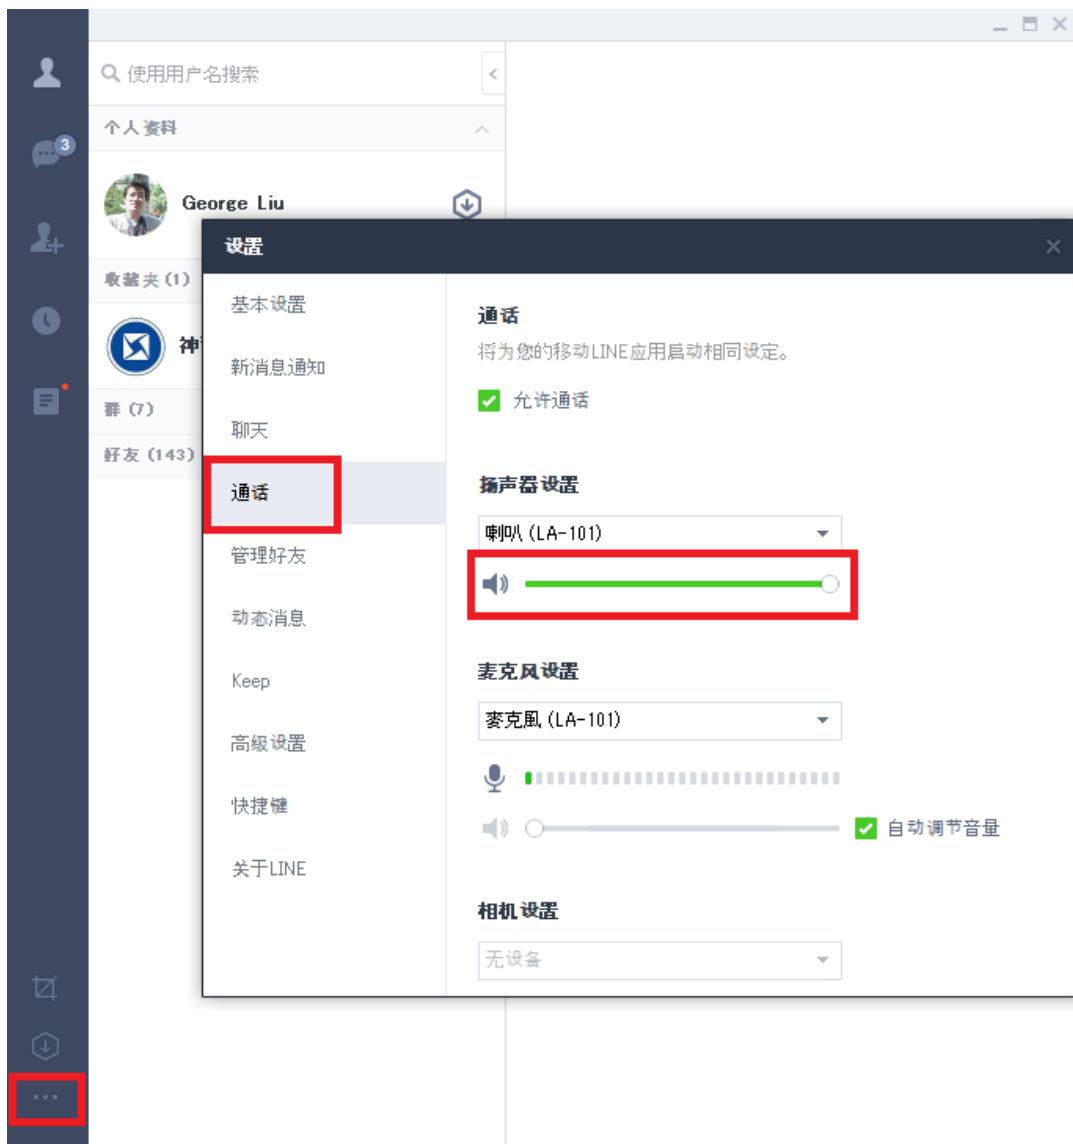 使用用户名搜索
个人资料
3
George Liu
收藏夹(1)
神
群(7)
好友(143)
设置
基本设置
新消息通知
聊天
通话
管理好友
动态消息
Keep
高级设置
快捷键
关于LINE
通话
将为您的移动LINE应用启动相同设定。
允许通话
扬声器设置
喇叭 (LA-101)
麦克风设置
麥克風 (LA-101)
自动调节音量
相机设置
无设备